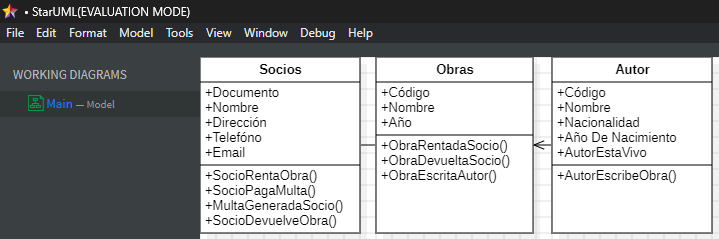 • StarUML(EVALUATION MODE)
File Edit Format Model Tools View Window Debug Help
WORKING DIAGRAMS
Main — Model
Socios
+Documento
+Nombre
+Dirección
+Telefóno
+Email
+SocioRentaObra()
+SocioPagaMulta()
+MultaGeneradaSocio()
+SocioDevuelveObra()
Obras
+Código
+Nombre
+Año
+ObraRentadaSocio()
+ObraDevueltaSocio()
+ObraEscritaAutor()
Autor
+Código
+Nombre
+Nacionalidad
+Año De Nacimiento
+AutorEstaVivo
+AutorEscribeObra()